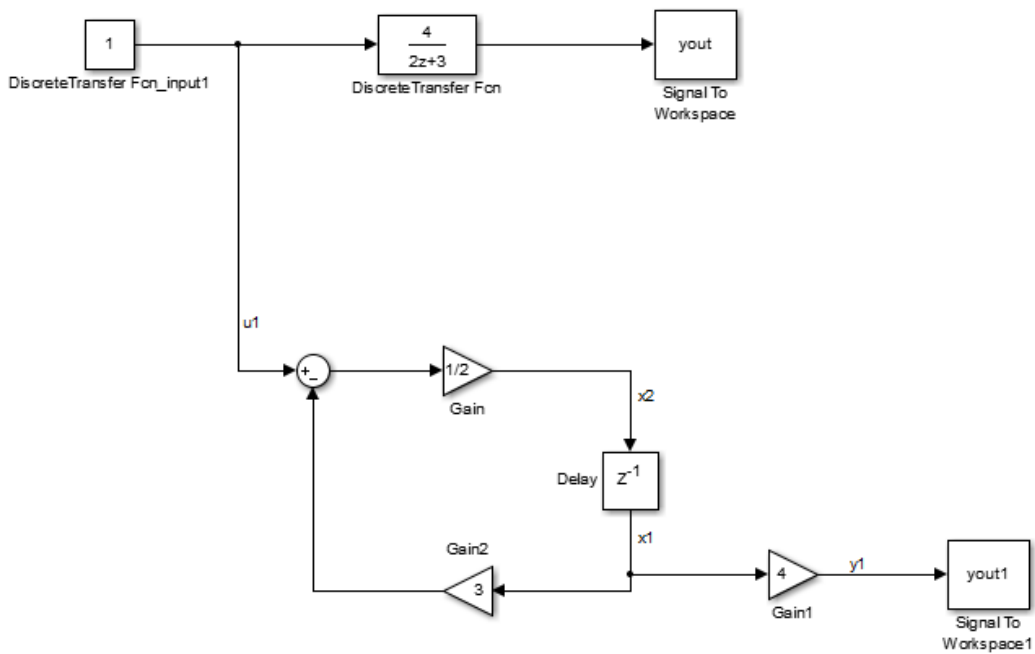 1
DiscreteTransfer Fcn_input1
4
2z+3
DiscreteTransfer Fcn
yout
Signal To
Workspace
u1
+
_
1/2
Gain
x2
Delay
Z-1
x1
Gain2
3
4
Gain1
y1
yout1
Signal To
Workspace1